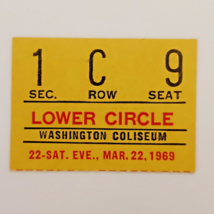 1 C 9
SEC. ROW SEAT
LOWER CIRCLE
WASHINGTON COLISEUM
22-SAT. EVE., MAR. 22, 1969